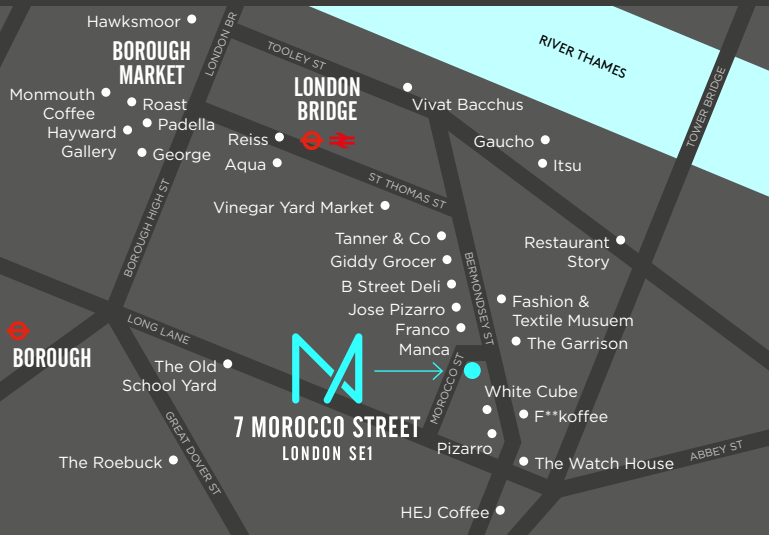 Hawksmoor
LONDON BR
TOOLEY ST
RIVER THAMES
TOWER BRIDGE
BOROUGH
MARKET
LONDON
BRIDGE
Monmouth
Coffee
Roast
Padella
Hayward
Gallery
George
Vivat Bacchus
Reiss
Aqua
Gaucho
Itsu
ST THOMAS ST
BOROUGH HIGH ST
Vinegar Yard Market
Tanner & Co
Giddy Grocer
B Street Deli
Jose Pizarro
Franco
Manca
BERMONDSEY ST
Restaurant
Story
Fashion &
Textile Musuem
The Garrison
BOROUGH
LONG LANE
The Old
School Yard
MOROCCO ST
White Cube
F**koffee
7 MOROCCO STREET
LONDON SE1
Pizarro
The Watch House
ABBEY ST
GREAT DOVER ST
The Roebuck
HEJ Coffee